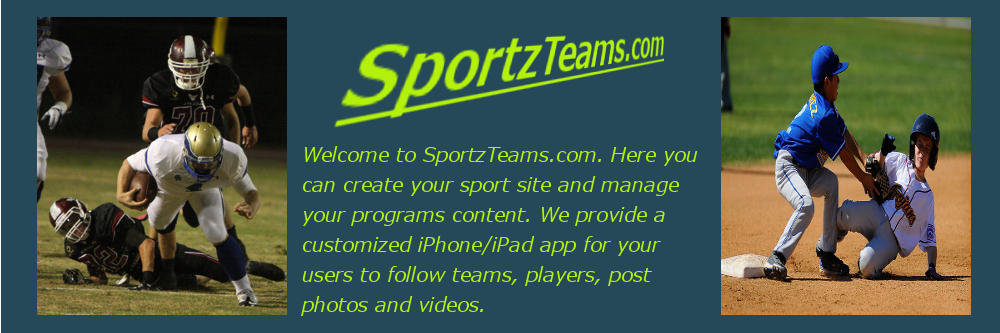 SportzTeams.com
Welcome to SportzTeams.com. Here you
can create your sport site and manage
your programs content. We provide a
customized iPhone/iPad app for your
users to follow teams, players, post
photos and videos.